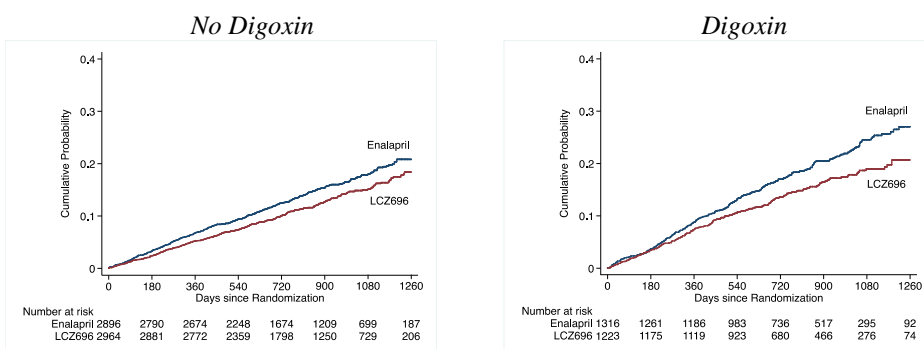 No Digoxin
0.4
0.3
0.2
0.1
0
Cumulative Probability
Enalapril
LCZ696
0 180 360 540 720 900 1080 1260
Days since Randomization
Number at risk
Enalapril 2896 2790 2674 2248 1674 1209 699 187
LCZ696 2964 2881 2772 2359 1798 1250 729 206
Digoxin
0.4
0.3
0.2
0.1
0
Cumulative Probability
Enalapril
LCZ696
0 180 360 540 720 900 1080 1260
Days since Randomization
Number at risk
Enalapril 1316 1261 1186 983 736 517 295 92
LCZ696 1223 1175 1119 923 680 466 276 74